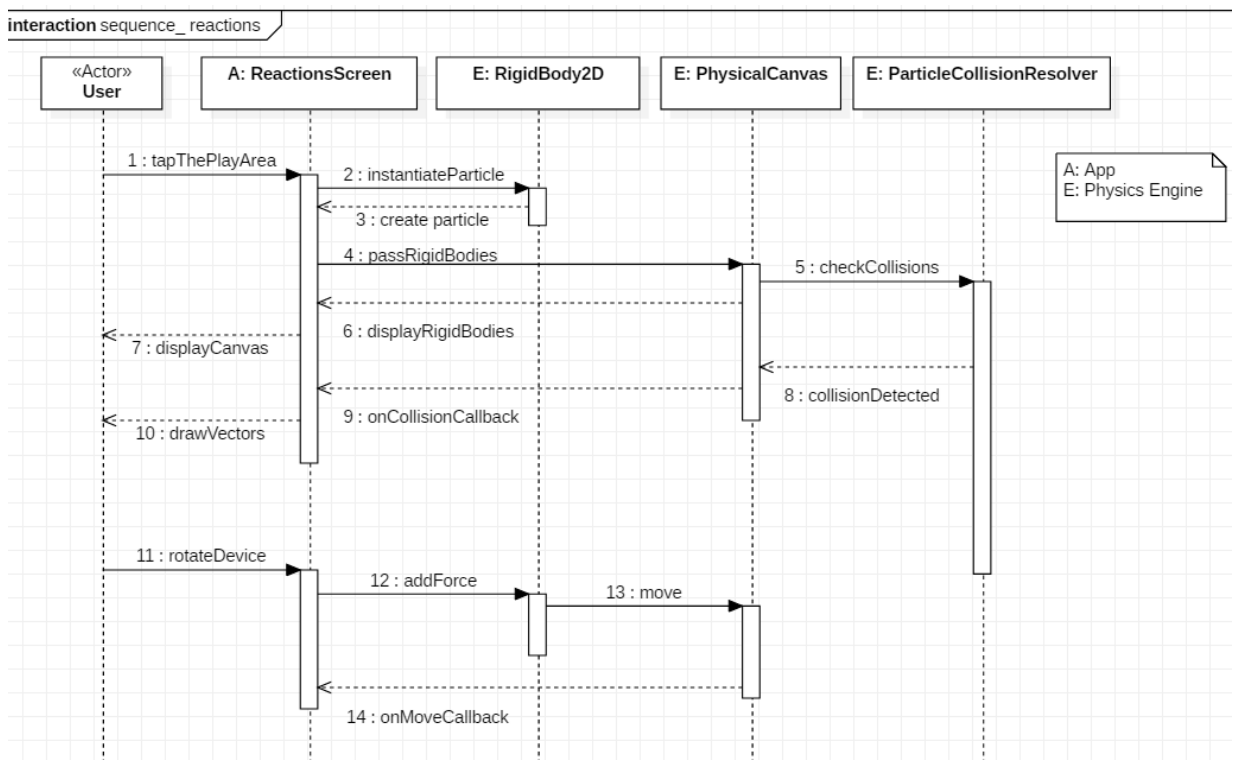 interaction sequence_ reactions
«Actor»
User
A: ReactionsScreen
E: RigidBody2D
E: PhysicalCanvas
E: ParticleCollisionResolver
A: App
E: Physics Engine
1 : tapThePlayArea
2 : instantiateParticle
3 : create particle
4 : passRigidBodies
5 : checkCollisions
6 : displayRigidBodies
7 : displayCanvas
8 : collisionDetected
9 : onCollisionCallback
10 : drawVectors
11 : rotateDevice
12 : addForce
13 : move
14 : onMoveCallback